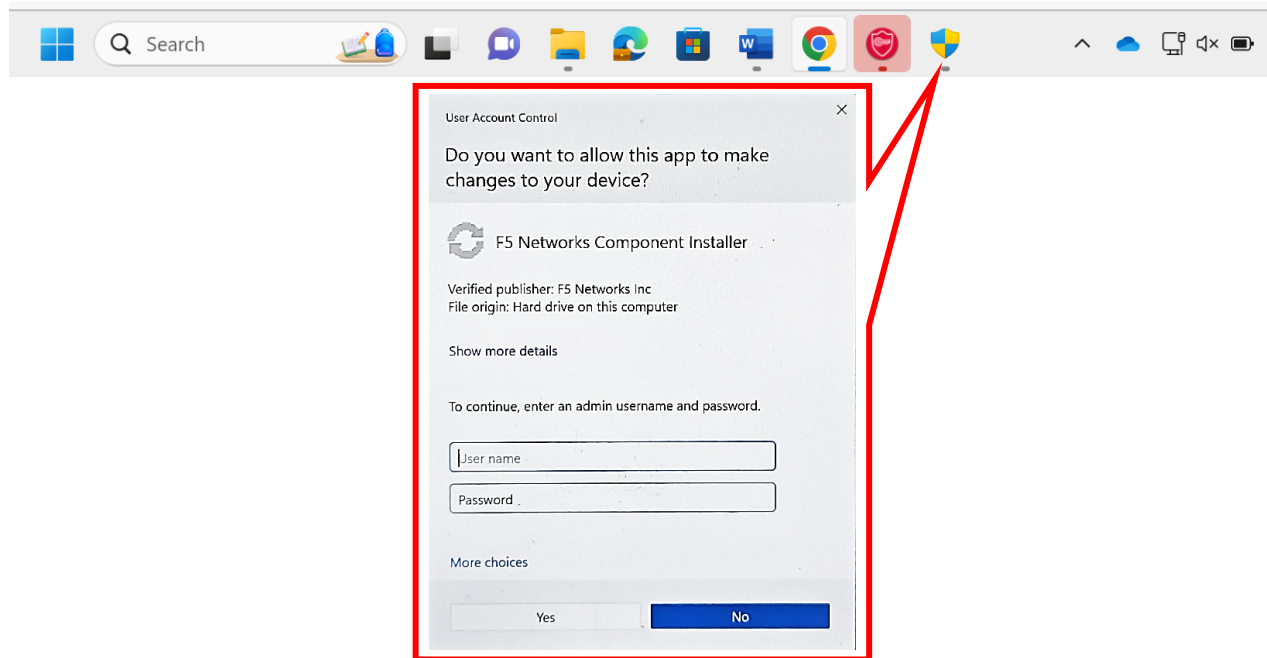 Search
W
User Account Control
Do you want to allow this app to make
changes to your device?
F5 Networks Component Installer
Verified publisher: F5 Networks Inc
File origin: Hard drive on this computer
Show more details
To continue, enter an admin username and password.
User name
Password
More choices
Yes
No